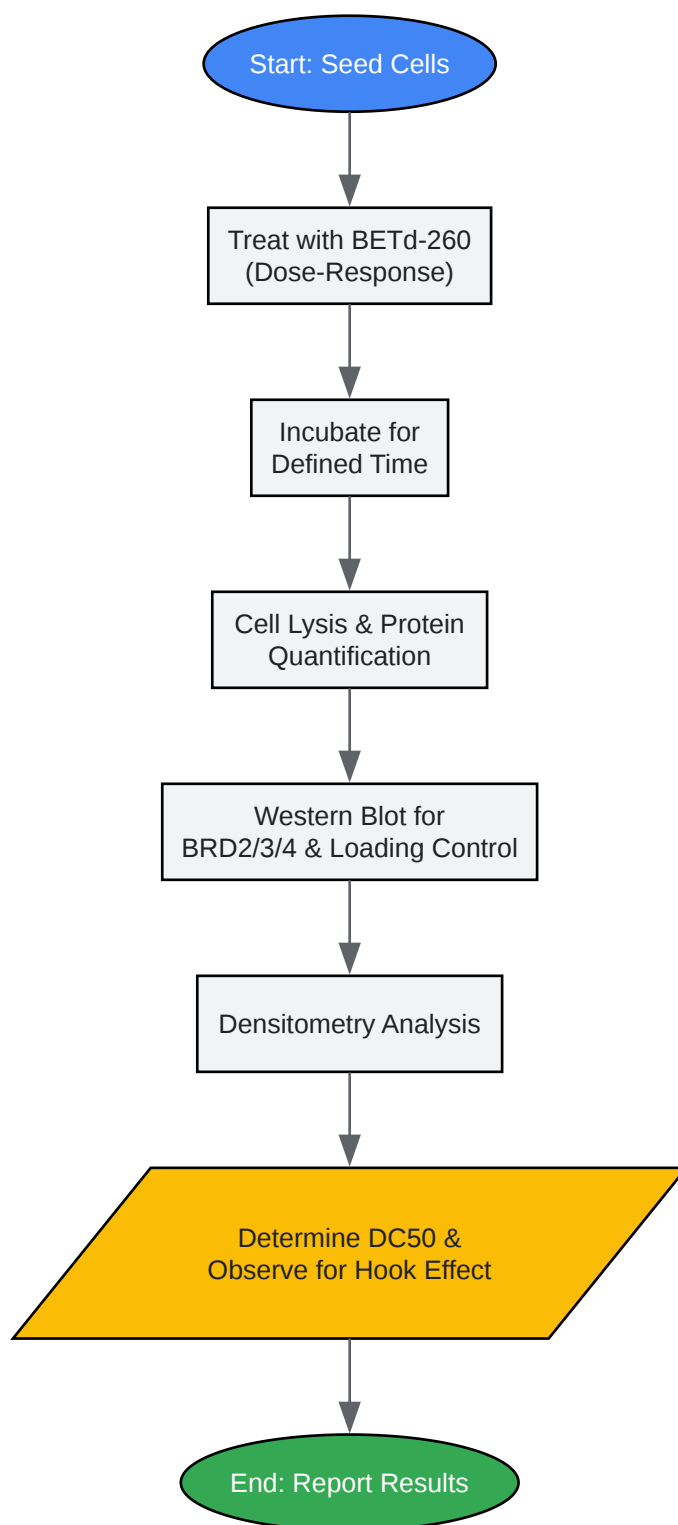 Start: Seed Cells
Treat with BETd-260
(Dose-Response)
Incubate for
Defined Time
Cell Lysis & Protein
Quantification
Western Blot for
BRD2/3/4 & Loading Control
Densitometry Analysis
Determine DC50 &
Observe for Hook Effect
End: Report Results